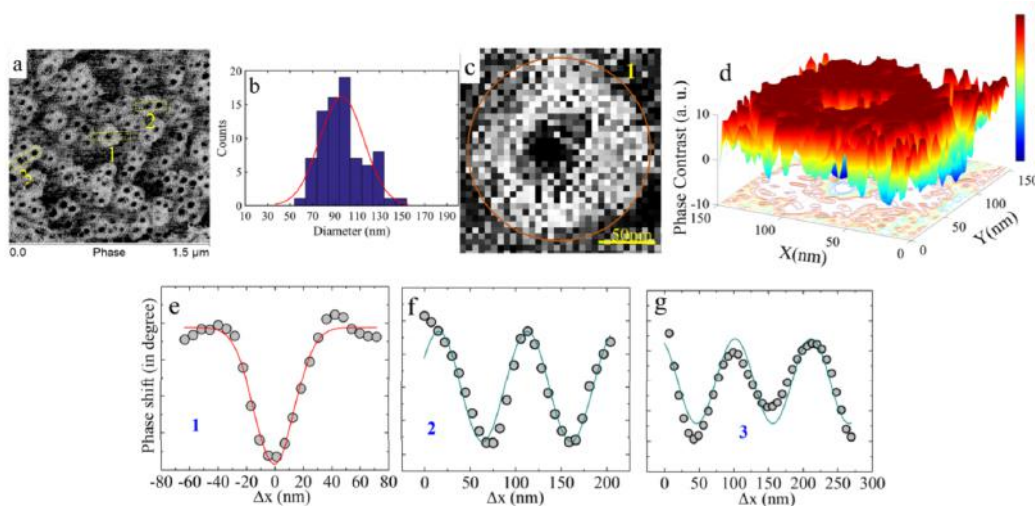 a
1
2
3
0.0 Phase 1.5 µm
b
Counts
20
15
10
5
0
10 30 50 70 90 110 130 150 170 190
Diameter (nm)
c
1
50nm
d
Phase Contrast (a. u.)
10
0
-10
150
100
50
0
X(nm)
0
50
100
150
Y(nm)
150
e
Phase shift (in degree)
1
-80 -60 -40 -20 0 20 40 60 80
Δx (nm)
f
2
0 50 100 150 200
Δx (nm)
g
3
0 50 100 150 200 250 300
Δx (nm)